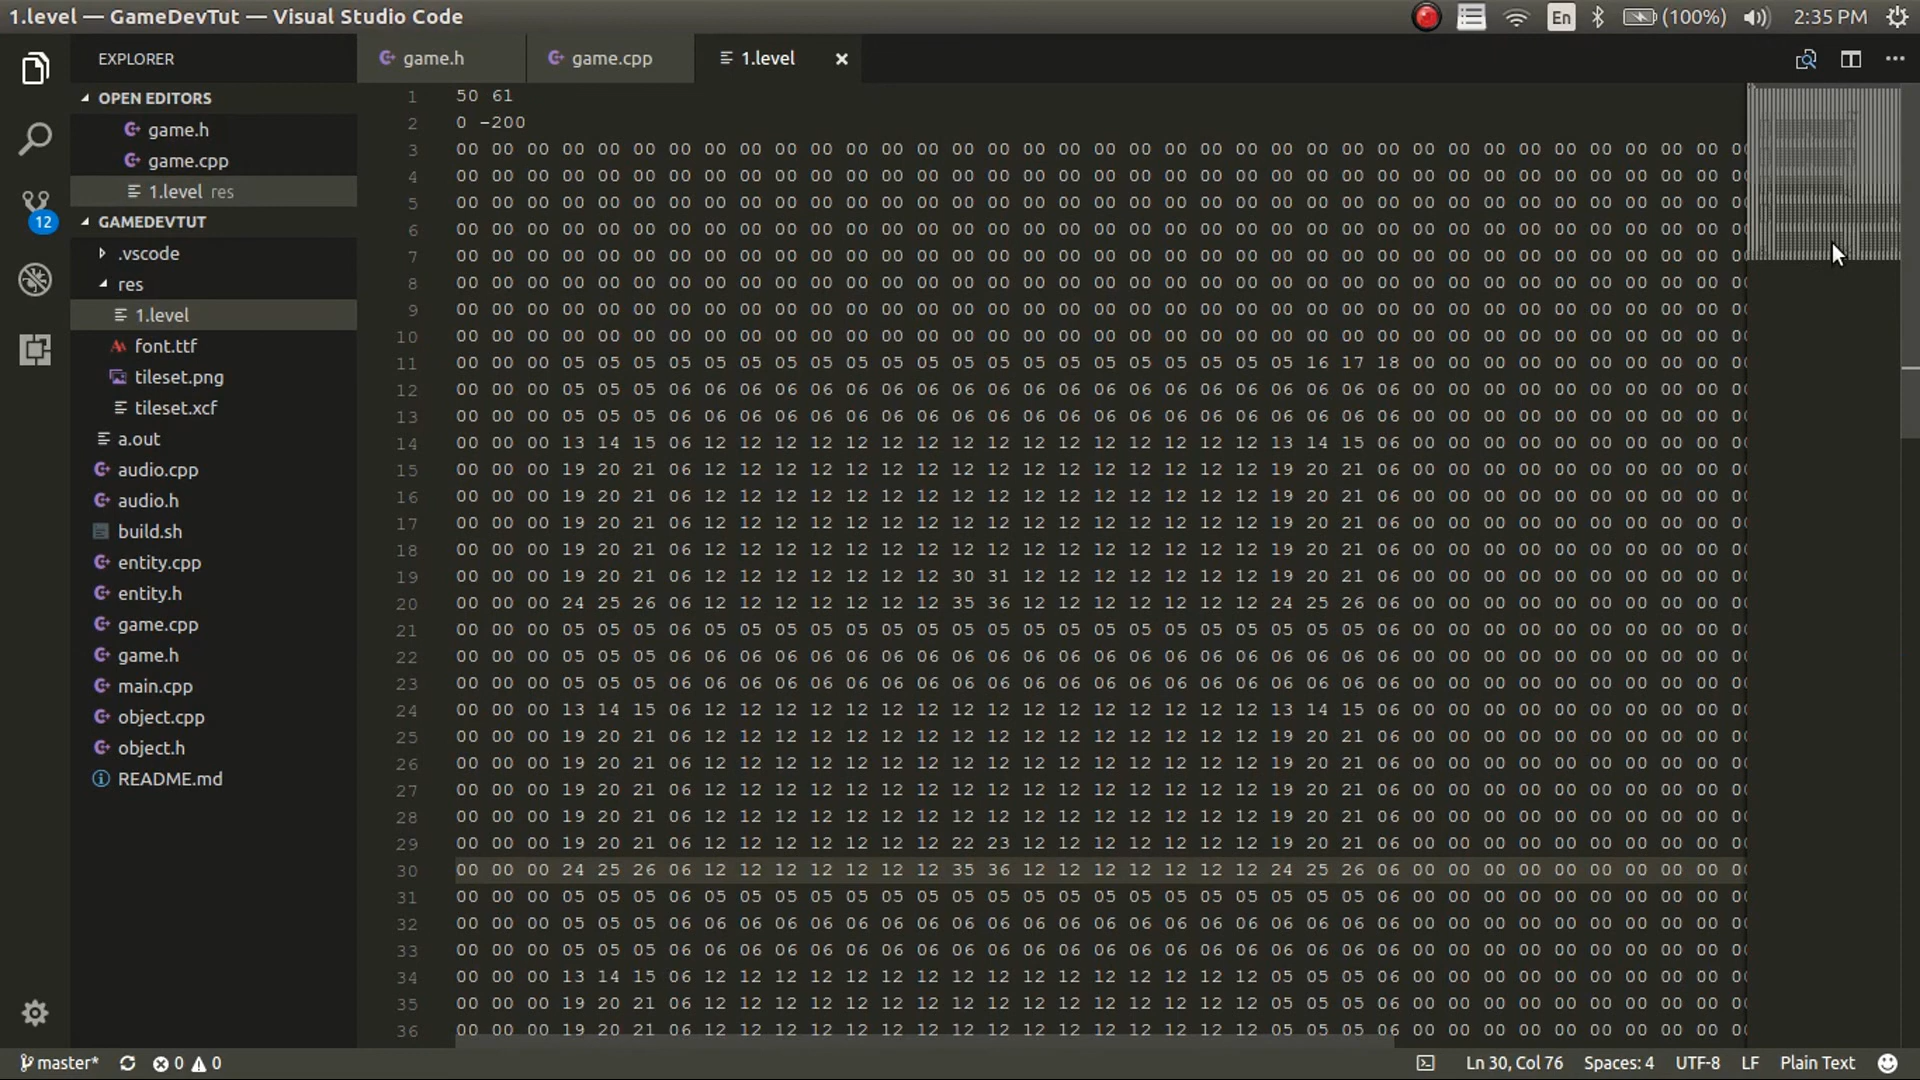 1.level — GameDevTut — Visual Studio Code
En (100%) 2:35 PM
EXPLORER
OPEN EDITORS
game.h
game.cpp
1.level res
12
GAMEDEVTUT
.vscode
res
1.level
font.ttf
tileset.png
tileset.xcf
a.out
audio.cpp
audio.h
build.sh
entity.cpp
entity.h
game.cpp
game.h
main.cpp
object.cpp
object.h
README.md
game.h game.cpp 1.level
1 50 61
2 0 -200
3 00 00 00 00 00 00 00 00 00 00 00 00 00 00 00 00 00 00 00 00 00 00 00 00 00 00 00 00 00 00 00 00 00 00 00 00
4 00 00 00 00 00 00 00 00 00 00 00 00 00 00 00 00 00 00 00 00 00 00 00 00 00 00 00 00 00 00 00 00 00 00 00 00
5 00 00 00 00 00 00 00 00 00 00 00 00 00 00 00 00 00 00 00 00 00 00 00 00 00 00 00 00 00 00 00 00 00 00 00 00
6 00 00 00 00 00 00 00 00 00 00 00 00 00 00 00 00 00 00 00 00 00 00 00 00 00 00 00 00 00 00 00 00 00 00 00 00
7 00 00 00 00 00 00 00 00 00 00 00 00 00 00 00 00 00 00 00 00 00 00 00 00 00 00 00 00 00 00 00 00 00 00 00 00
8 00 00 00 00 00 00 00 00 00 00 00 00 00 00 00 00 00 00 00 00 00 00 00 00 00 00 00 00 00 00 00 00 00 00 00 00
9 00 00 00 00 00 00 00 00 00 00 00 00 00 00 00 00 00 00 00 00 00 00 00 00 00 00 00 00 00 00 00 00 00 00 00 00
10 00 00 00 00 00 00 00 00 00 00 00 00 00 00 00 00 00 00 00 00 00 00 00 00 00 00 00 00 00 00 00 00 00 00 00 00
11 00 00 00 05 05 05 05 05 05 05 05 05 05 05 05 05 05 05 05 05 05 05 05 05 16 17 18 00 00 00 00 00 00 00 00 00
12 00 00 00 05 05 05 06 06 06 06 06 06 06 06 06 06 06 06 06 06 06 06 06 06 06 06 06 00 00 00 00 00 00 00 00 00
13 00 00 00 05 05 05 06 06 06 06 06 06 06 06 06 06 06 06 06 06 06 06 06 06 06 06 06 00 00 00 00 00 00 00 00 00
14 00 00 00 13 14 15 06 12 12 12 12 12 12 12 12 12 12 12 12 12 12 12 12 13 14 15 06 00 00 00 00 00 00 00 00 00
15 00 00 00 19 20 21 06 12 12 12 12 12 12 12 12 12 12 12 12 12 12 12 12 19 20 21 06 00 00 00 00 00 00 00 00 00
16 00 00 00 19 20 21 06 12 12 12 12 12 12 12 12 12 12 12 12 12 12 12 12 19 20 21 06 00 00 00 00 00 00 00 00 00
17 00 00 00 19 20 21 06 12 12 12 12 12 12 12 12 12 12 12 12 12 12 12 12 19 20 21 06 00 00 00 00 00 00 00 00 00
18 00 00 00 19 20 21 06 12 12 12 12 12 12 12 12 12 12 12 12 12 12 12 12 19 20 21 06 00 00 00 00 00 00 00 00 00
19 00 00 00 19 20 21 06 12 12 12 12 12 12 12 30 31 12 12 12 12 12 12 12 19 20 21 06 00 00 00 00 00 00 00 00 00
20 00 00 00 24 25 26 06 12 12 12 12 12 12 12 35 36 12 12 12 12 12 12 12 24 25 26 06 00 00 00 00 00 00 00 00 00
21 00 00 00 05 05 05 06 05 05 05 05 05 05 05 05 05 05 05 05 05 05 05 05 05 05 05 06 00 00 00 00 00 00 00 00 00
22 00 00 00 05 05 05 06 06 06 06 06 06 06 06 06 06 06 06 06 06 06 06 06 06 06 06 06 00 00 00 00 00 00 00 00 00
23 00 00 00 05 05 05 06 06 06 06 06 06 06 06 06 06 06 06 06 06 06 06 06 06 06 06 06 00 00 00 00 00 00 00 00 00
24 00 00 00 13 14 15 06 12 12 12 12 12 12 12 12 12 12 12 12 12 12 12 12 13 14 15 06 00 00 00 00 00 00 00 00 00
25 00 00 00 19 20 21 06 12 12 12 12 12 12 12 12 12 12 12 12 12 12 12 12 19 20 21 06 00 00 00 00 00 00 00 00 00
26 00 00 00 19 20 21 06 12 12 12 12 12 12 12 12 12 12 12 12 12 12 12 12 19 20 21 06 00 00 00 00 00 00 00 00 00
27 00 00 00 19 20 21 06 12 12 12 12 12 12 12 12 12 12 12 12 12 12 12 12 19 20 21 06 00 00 00 00 00 00 00 00 00
28 00 00 00 19 20 21 06 12 12 12 12 12 12 12 12 12 12 12 12 12 12 12 12 19 20 21 06 00 00 00 00 00 00 00 00 00
29 00 00 00 19 20 21 06 12 12 12 12 12 12 12 22 23 12 12 12 12 12 12 12 19 20 21 06 00 00 00 00 00 00 00 00 00
30 00 00 00 24 25 26 06 12 12 12 12 12 12 12 35 36 12 12 12 12 12 12 12 24 25 26 06 00 00 00 00 00 00 00 00 00
31 00 00 00 05 05 05 06 05 05 05 05 05 05 05 05 05 05 05 05 05 05 05 05 05 05 05 06 00 00 00 00 00 00 00 00 00
32 00 00 00 05 05 05 06 06 06 06 06 06 06 06 06 06 06 06 06 06 06 06 06 06 06 06 06 00 00 00 00 00 00 00 00 00
33 00 00 00 05 05 05 06 06 06 06 06 06 06 06 06 06 06 06 06 06 06 06 06 06 06 06 06 00 00 00 00 00 00 00 00 00
34 00 00 00 13 14 15 06 12 12 12 12 12 12 12 12 12 12 12 12 12 12 12 12 05 05 05 06 00 00 00 00 00 00 00 00 00
35 00 00 00 19 20 21 06 12 12 12 12 12 12 12 12 12 12 12 12 12 12 12 12 05 05 05 06 00 00 00 00 00 00 00 00 00
36 00 00 00 19 20 21 06 12 12 12 12 12 12 12 12 12 12 12 12 12 12 12 12 05 05 05 06 00 00 00 00 00 00 00 00 00
master* 0 0 Ln 30, Col 76 Spaces: 4 UTF-8 LF Plain Text